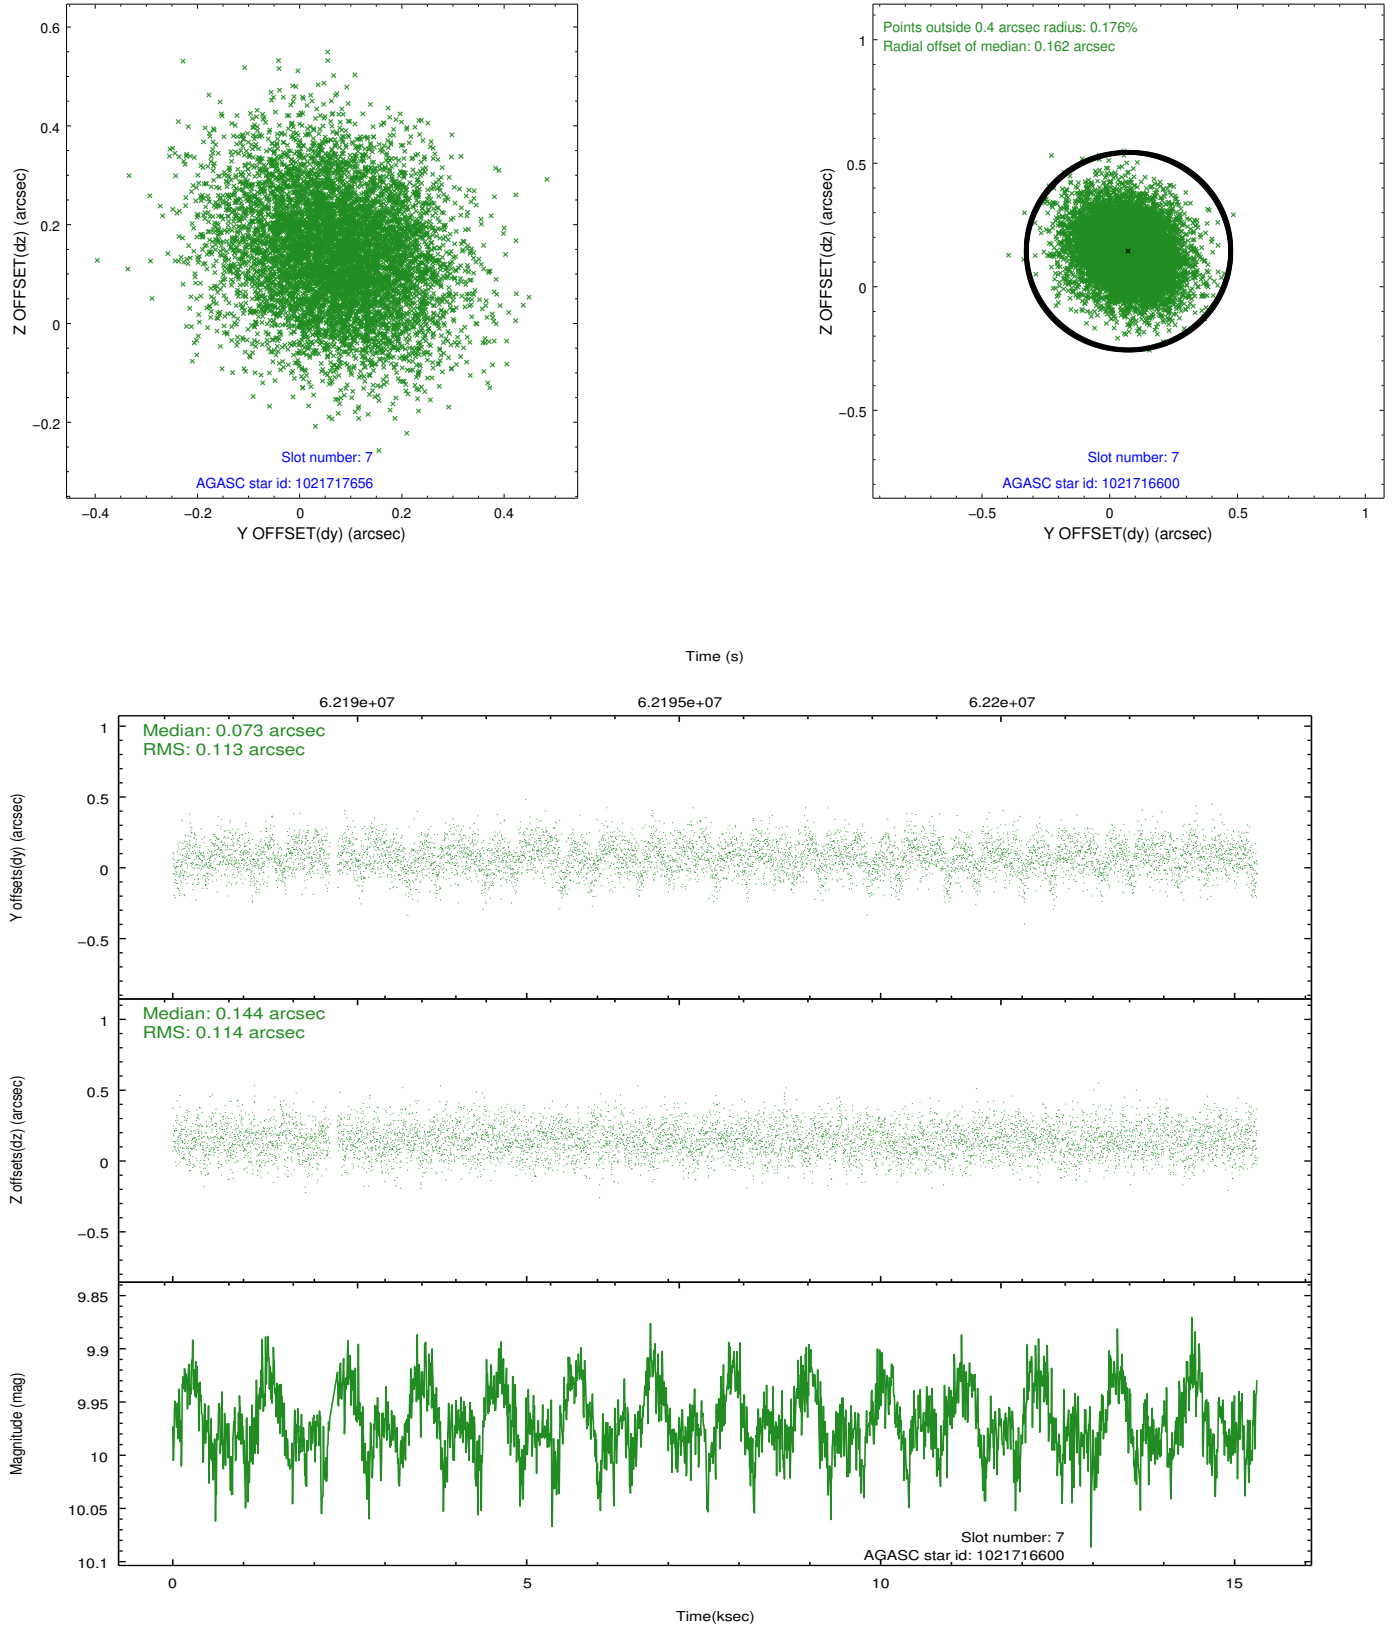 0.6
0.4
0.2
0
−0.2
Z OFFSET(dz) (arcsec)
Slot number: 7
AGASC star id: 1021717656
−0.4 −0.2 0 0.2 0.4
Y OFFSET(dy) (arcsec)
Points outside 0.4 arcsec radius: 0.176%
Radial offset of median: 0.162 arcsec
1
0.5
0
−0.5
Z OFFSET(dz) (arcsec)
Slot number: 7
AGASC star id: 1021716600
−0.5 0 0.5 1
Y OFFSET(dy) (arcsec)
Time (s)
6.219e+07 6.2195e+07 6.22e+07
Median: 0.073 arcsec
RMS: 0.113 arcsec
1
0.5
0
−0.5
Y offsets(dy) (arcsec)
Median: 0.144 arcsec
RMS: 0.114 arcsec
1
0.5
0
−0.5
Z offsets(dz) (arcsec)
9.85
9.9
9.95
10
10.05
10.1
Magnitude (mag)
Slot number: 7
AGASC star id: 1021716600
0 5 10 15
Time(ksec)